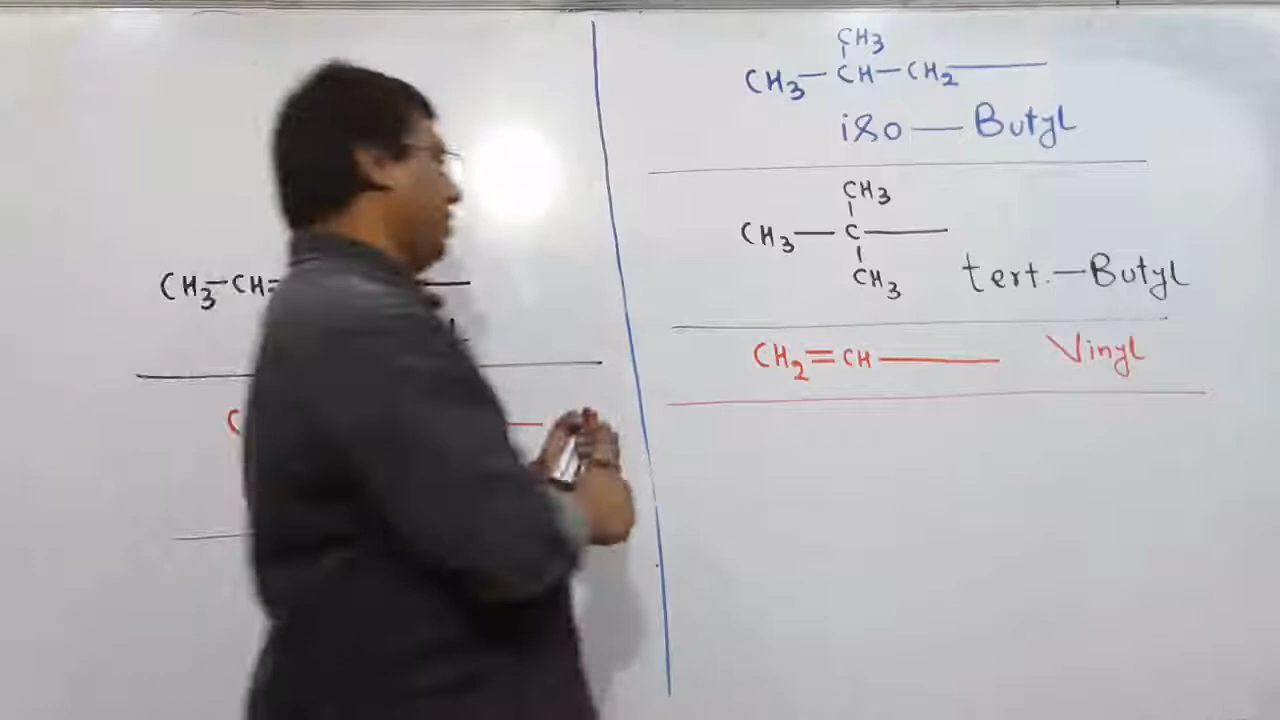 CH3-CH=
C
CH3
CH3-CH-CH2-
iso-Butyl
CH3
CH3-C-
CH3
tert.-Butyl
CH2=CH- Vinyl